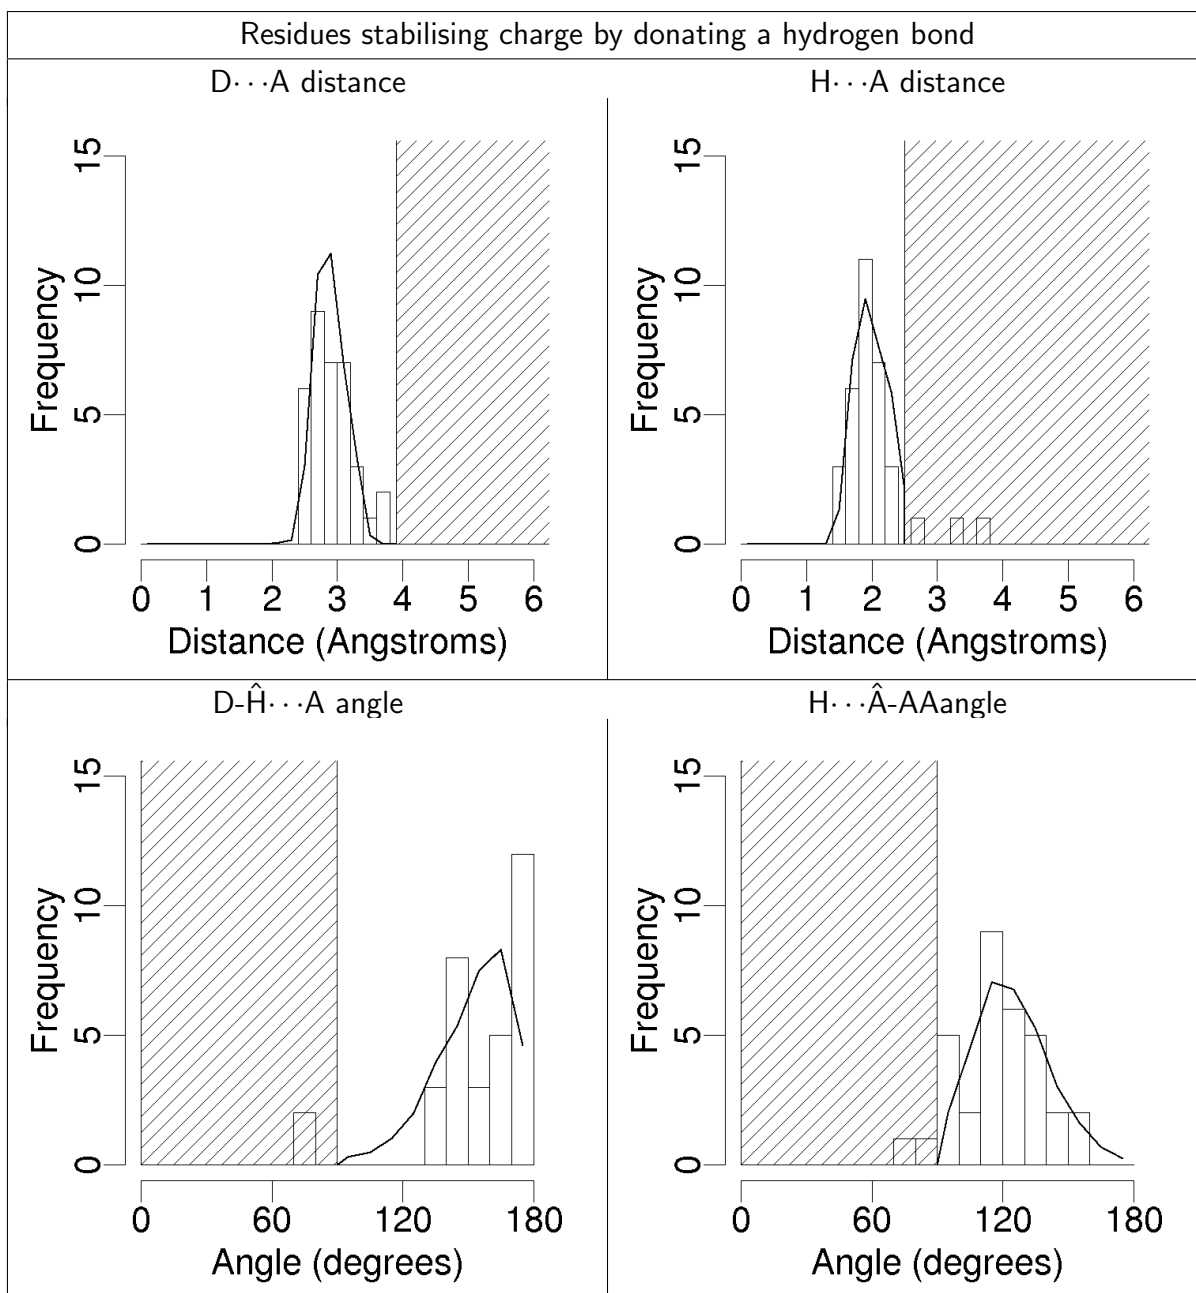 Residues stabilising charge by donating a hydrogen bond
D···A distance
H···A distance
15
10
5
0
Frequency
0 1 2 3 4 5 6
Distance (Angstroms)
15
10
5
0
Frequency
0 1 2 3 4 5 6
Distance (Angstroms)
D-Ĥ···A angle
H···Â-AAangle
15
10
5
0
Frequency
0 60 120 180
Angle (degrees)
15
10
5
0
Frequency
0 60 120 180
Angle (degrees)